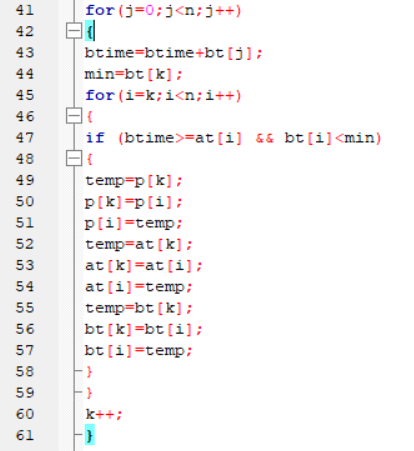 41 for(j=0;j<n;j++)
42 {
43 btime=btime+bt[j];
44 min=bt[k];
45 for(i=k;i<n;i++)
46 {
47 if (btime>=at[i] && bt[i]<min)
48 {
49 temp=p[k];
50 p[k]=p[i];
51 p[i]=temp;
52 temp=at[k];
53 at[k]=at[i];
54 at[i]=temp;
55 temp=bt[k];
56 bt[k]=bt[i];
57 bt[i]=temp;
58 }
59 }
60 k++;
61 }